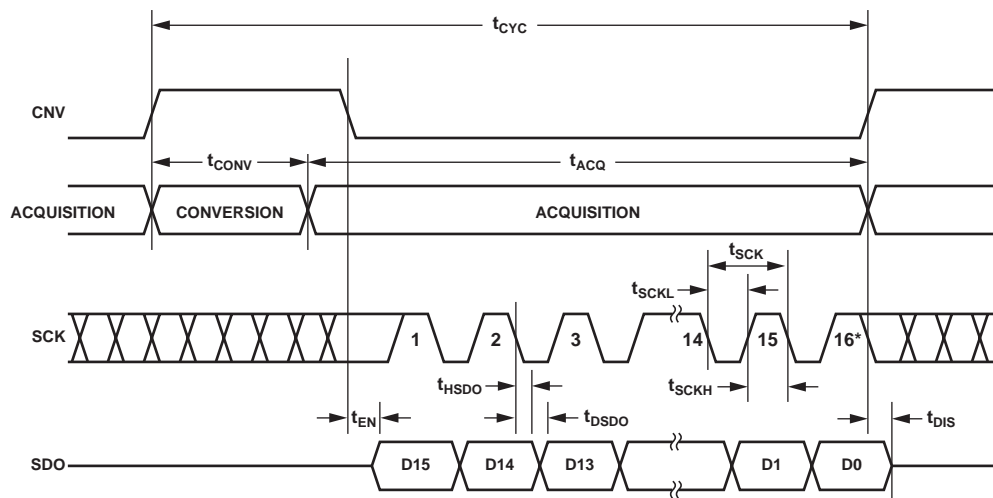 tCYC
CNV
tCONV
tACQ
ACQUISITION
CONVERSION
ACQUISITION
tSCK
tSCKL
SCK
1
2
3
14
15
16*
tHSDO
tSCKH
tEN
tDSDO
tDIS
SDO
D15
D14
D13
D1
D0